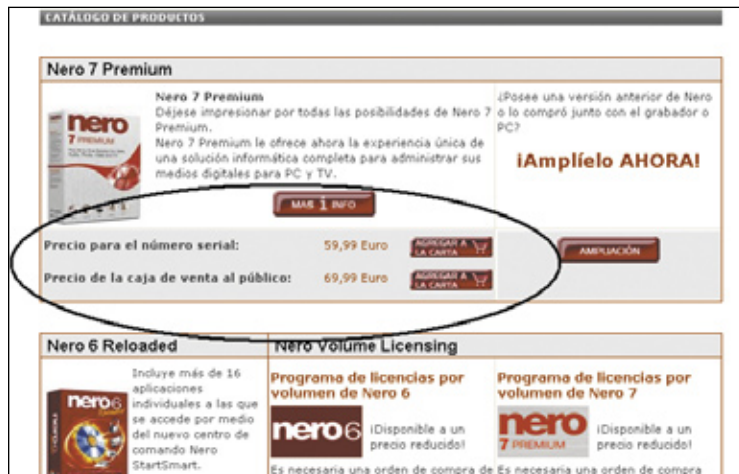 CATÁLOGO DE PRODUCTOS
Nero 7 Premium
nero
7 PREMIUM
Nero 7 Premium
Déjese impresionar por todas las posibilidades de Nero 7
Premium.
Nero 7 Premium le ofrece ahora la experiencia única de
una solución informática completa para administrar sus
medios digitales para PC y TV.
MAS i INFO
¿Posee una versión anterior de Nero
o lo compró junto con el grabador o
PC?
¡Amplíelo AHORA!
Precio para el número serial: 59,99 Euro AGREGAR A
LA CARTA
AMPLIACIÓN
Precio de la caja de venta al público: 69,99 Euro AGREGAR A
LA CARTA
Nero 6 Reloaded
nero 6
Incluye más de 16
aplicaciones
individuales a las que
se accede por medio
del nuevo centro de
comando Nero
StartSmart.
Nero Volume Licensing
Programa de licencias por
volumen de Nero 6
nero 6
¡Disponible a un
precio reducido!
Es necesaria una orden de compra de
Programa de licencias por
volumen de Nero 7
nero
7 PREMIUM
¡Disponible a un
precio reducido!
Es necesaria una orden de compra